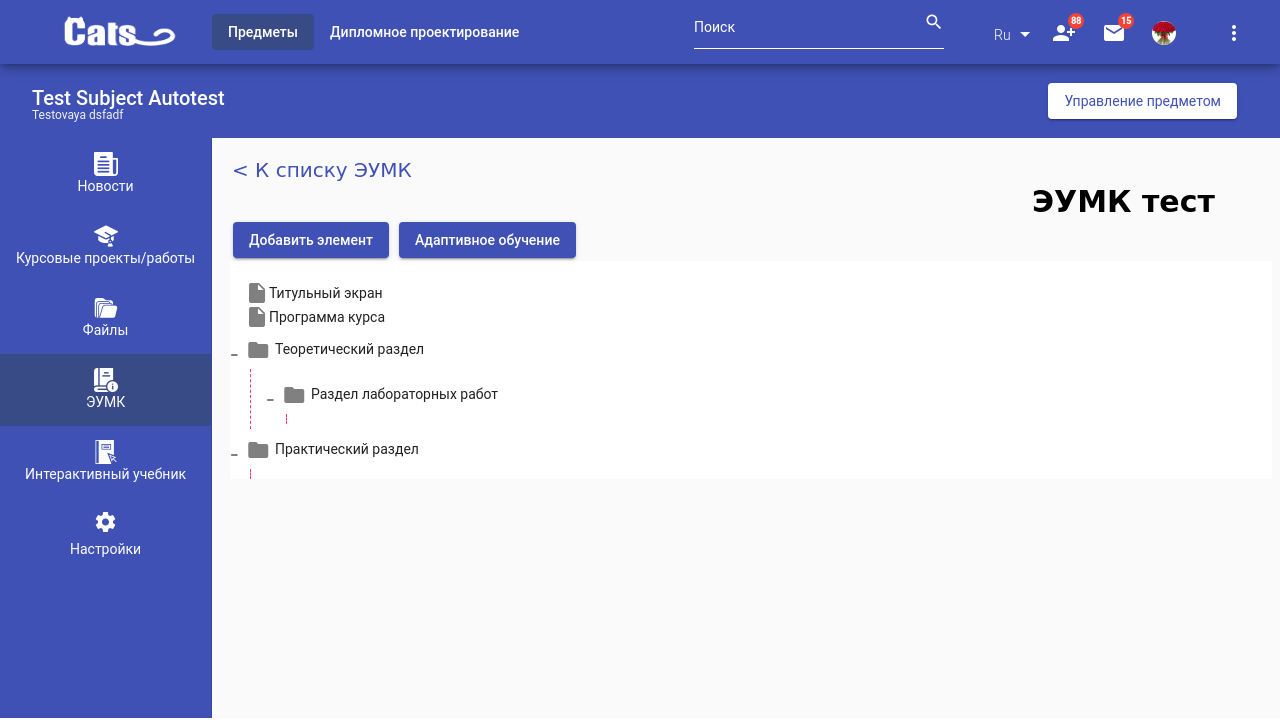 Cats
Предметы
Дипломное проектирование
Поиск
Ru
88
15
Test Subject Autotest
Testovaya dsfadf
Управление предметом
Новости
Курсовые проекты/работы
Файлы
ЭУМК
Интерактивный учебник
Настройки
< К списку ЭУМК
ЭУМК тест
Добавить элемент
Адаптивное обучение
Титульный экран
Программа курса
Теоретический раздел
Раздел лабораторных работ
Практический раздел